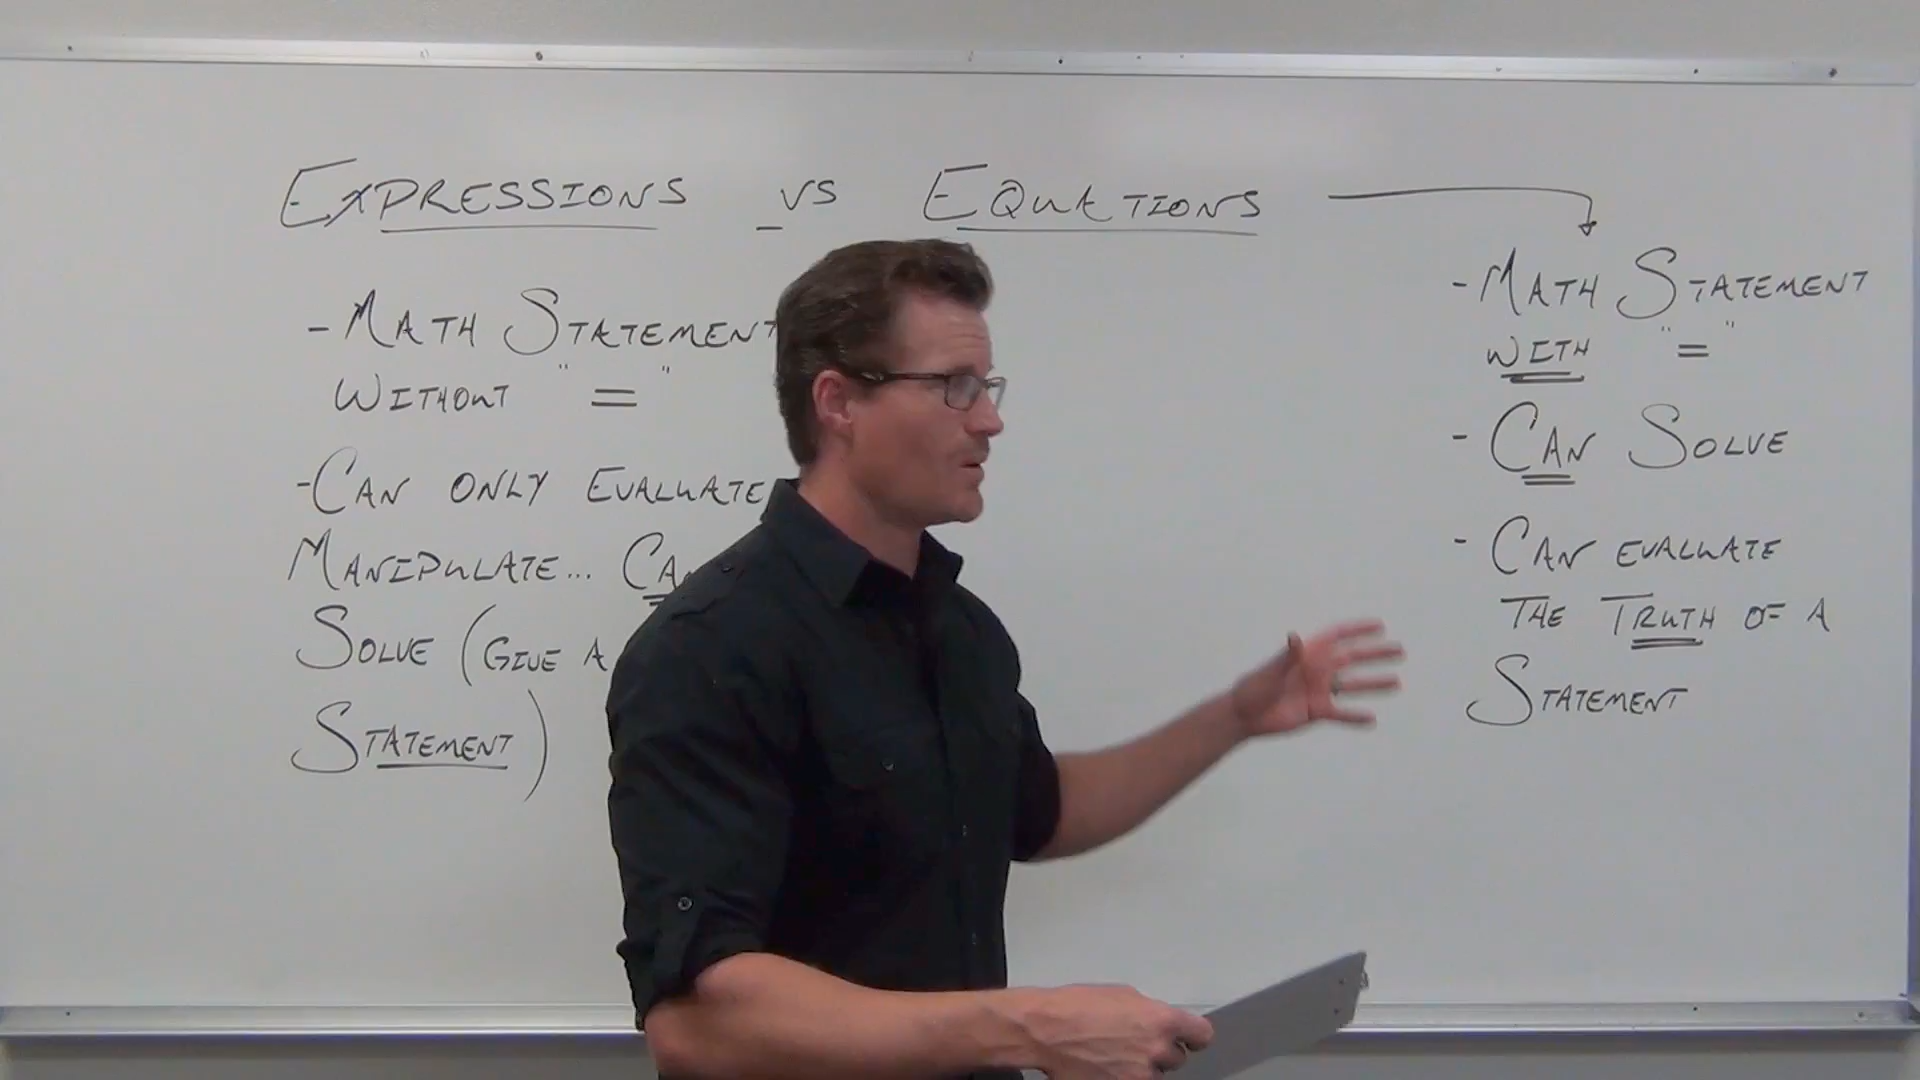 EXPRESSIONS vs EQUATIONS
- MATH STATEMENT
WITHOUT "="
- CAN ONLY EVALUATE
MANIPULATE...
SOLVE (GIVE A
STATEMENT)
- MATH STATEMENT
WITH "="
- CAN SOLVE
- CAN EVALUATE
THE TRUTH OF A
STATEMENT